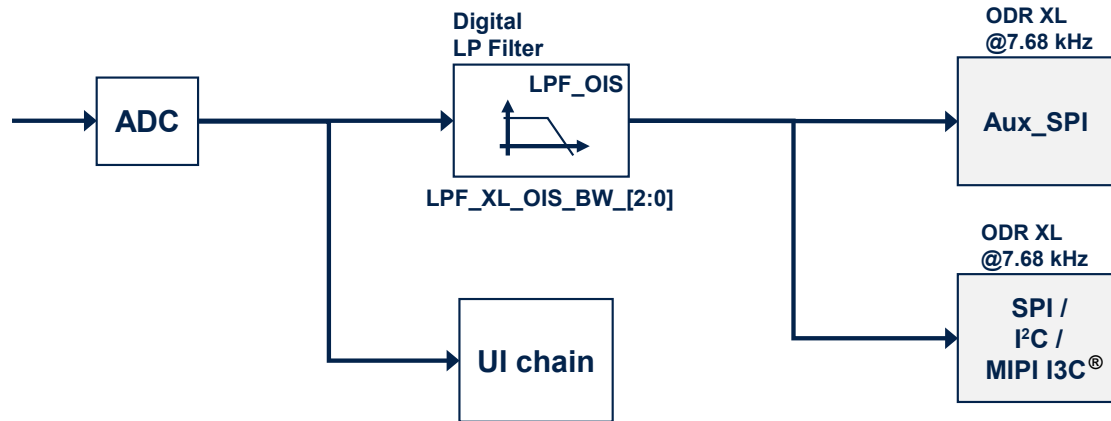 Digital
LP Filter
ODR XL
@7.68 kHz
ADC
LPF_OIS
Aux_SPI
LPF_XL_OIS_BW_[2:0]
ODR XL
@7.68 kHz
UI chain
SPI /
I²C /
MIPI I3C®